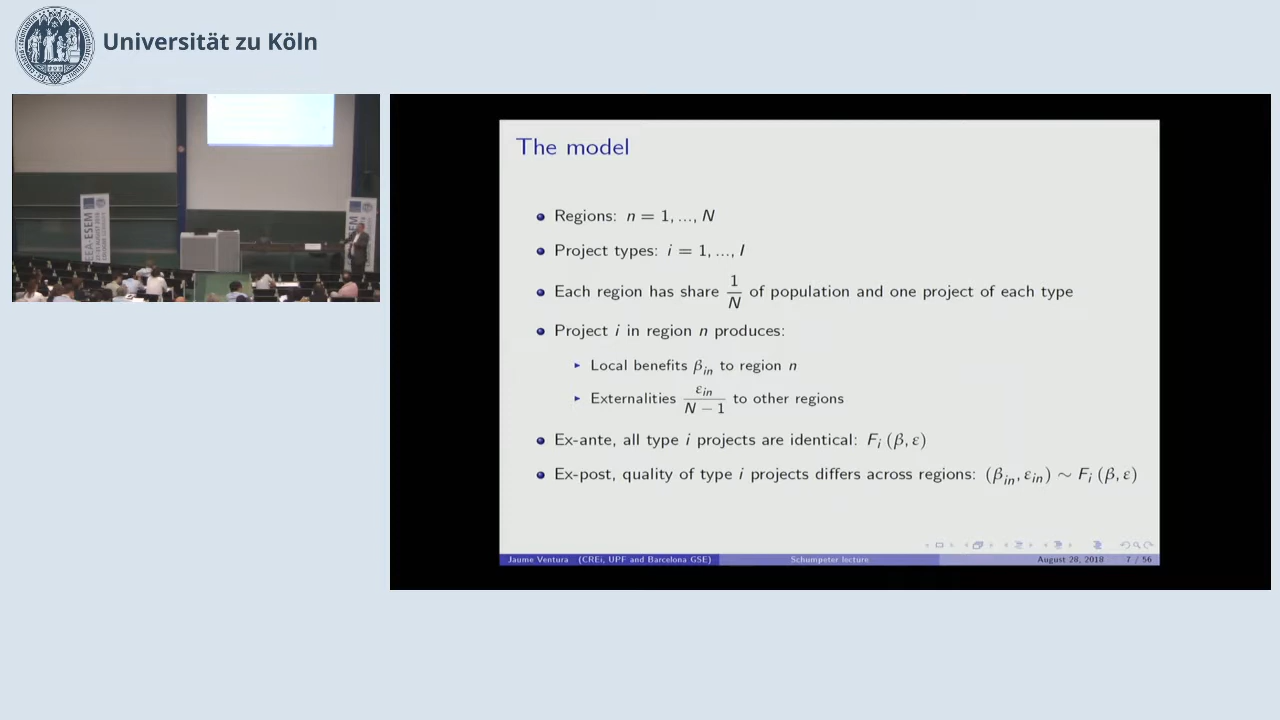 Universität zu Köln
The model
Regions: n = 1, ..., N
Project types: i = 1, ..., I
Each region has share 1/N of population and one project of each type
Project i in region n produces:
Local benefits β_in to region n
Externalities ε_in/(N − 1) to other regions
Ex-ante, all type i projects are identical: F_i (β, ε)
Ex-post, quality of type i projects differs across regions: (β_in, ε_in) ∼ F_i (β, ε)
Jaume Ventura (CREi, UPF and Barcelona GSE) Schumpeter lecture August 28, 2018 7 / 56
EEA-ESEM